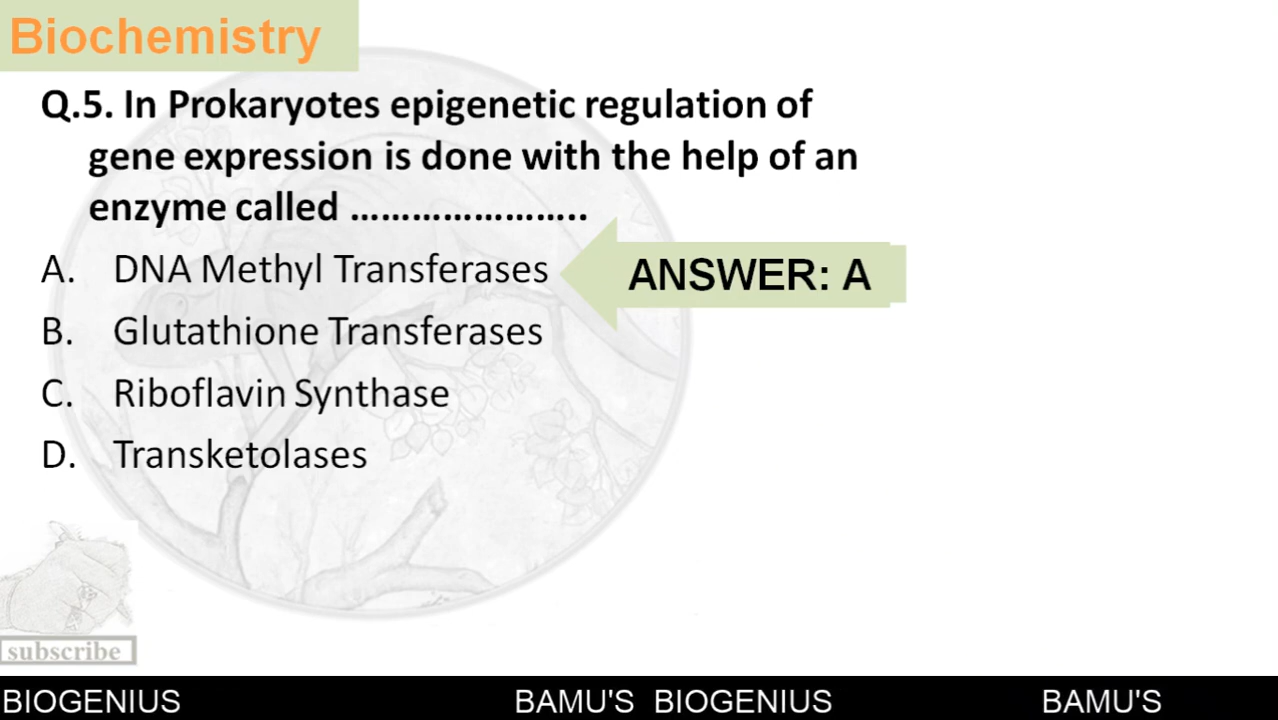 Biochemistry
Q.5. In Prokaryotes epigenetic regulation of
gene expression is done with the help of an
enzyme called …………………..
A. DNA Methyl Transferases
ANSWER: A
B. Glutathione Transferases
C. Riboflavin Synthase
D. Transketolases
subscribe
BIOGENIUS BAMU'S BIOGENIUS BAMU'S